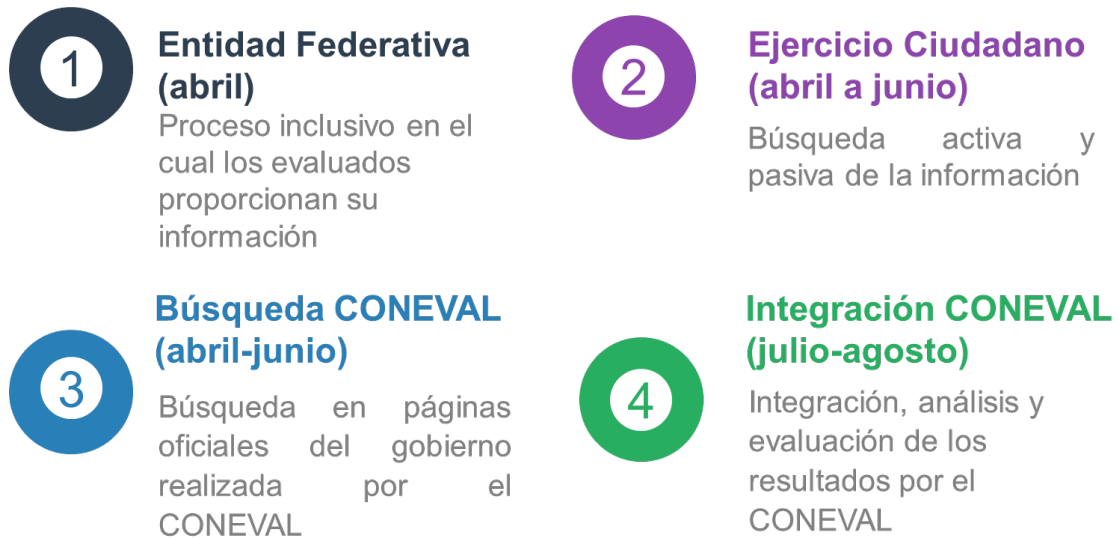 1
Entidad Federativa
(abril)
Proceso inclusivo en el
cual los evaluados
proporcionan su
información
2
Ejercicio Ciudadano
(abril a junio)
Búsqueda activa y
pasiva de la información
3
Búsqueda CONEVAL
(abril-junio)
Búsqueda en páginas
oficiales del gobierno
realizada por el
CONEVAL
4
Integración CONEVAL
(julio-agosto)
Integración, análisis y
evaluación de los
resultados por el
CONEVAL